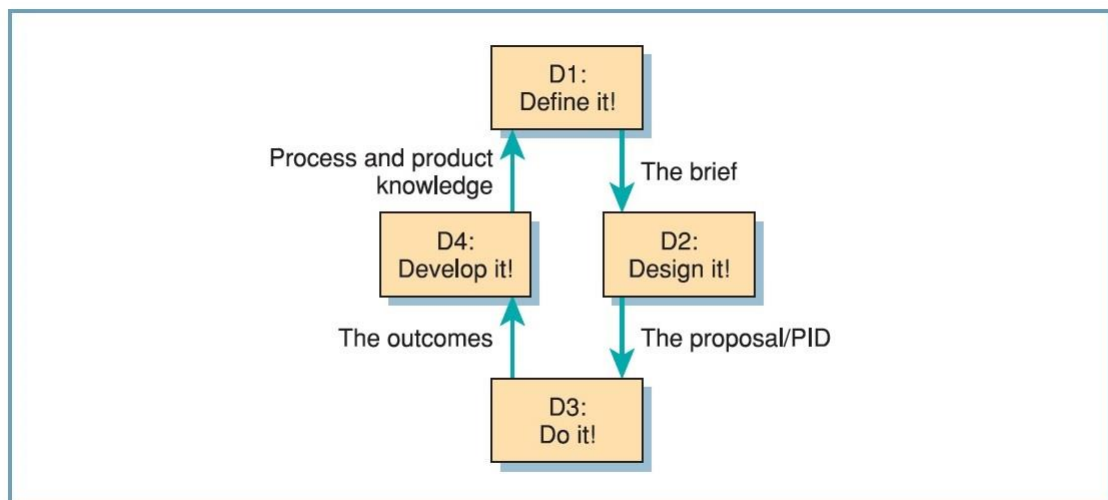 D1:
Define it!
Process and product
knowledge
The brief
D4:
Develop it!
D2:
Design it!
The outcomes
The proposal/PID
D3:
Do it!